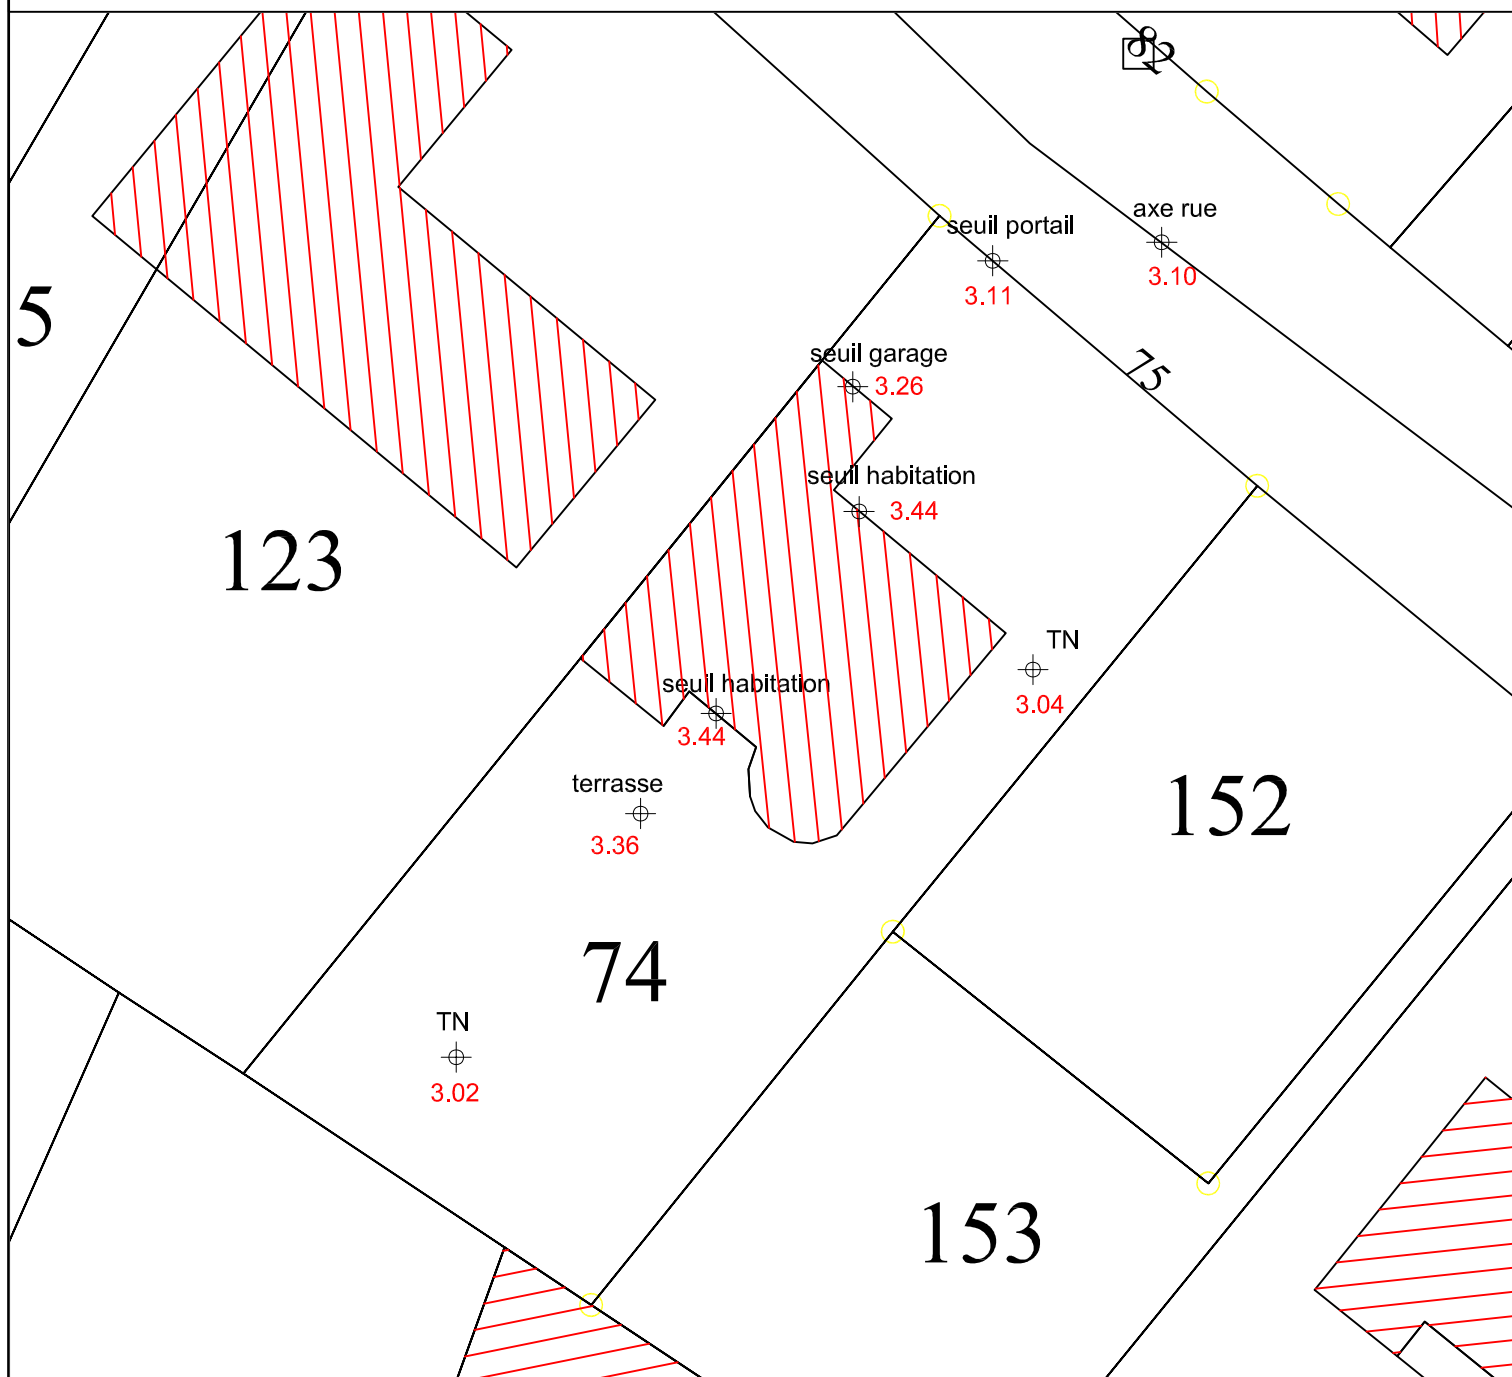 82
axe rue
seuil portail
3.10
3.11
5
seuil garage
3.26
75
seuil habitation
3.44
123
TN
3.04
seuil habitation
3.44
terrasse
3.36
152
74
TN
3.02
153